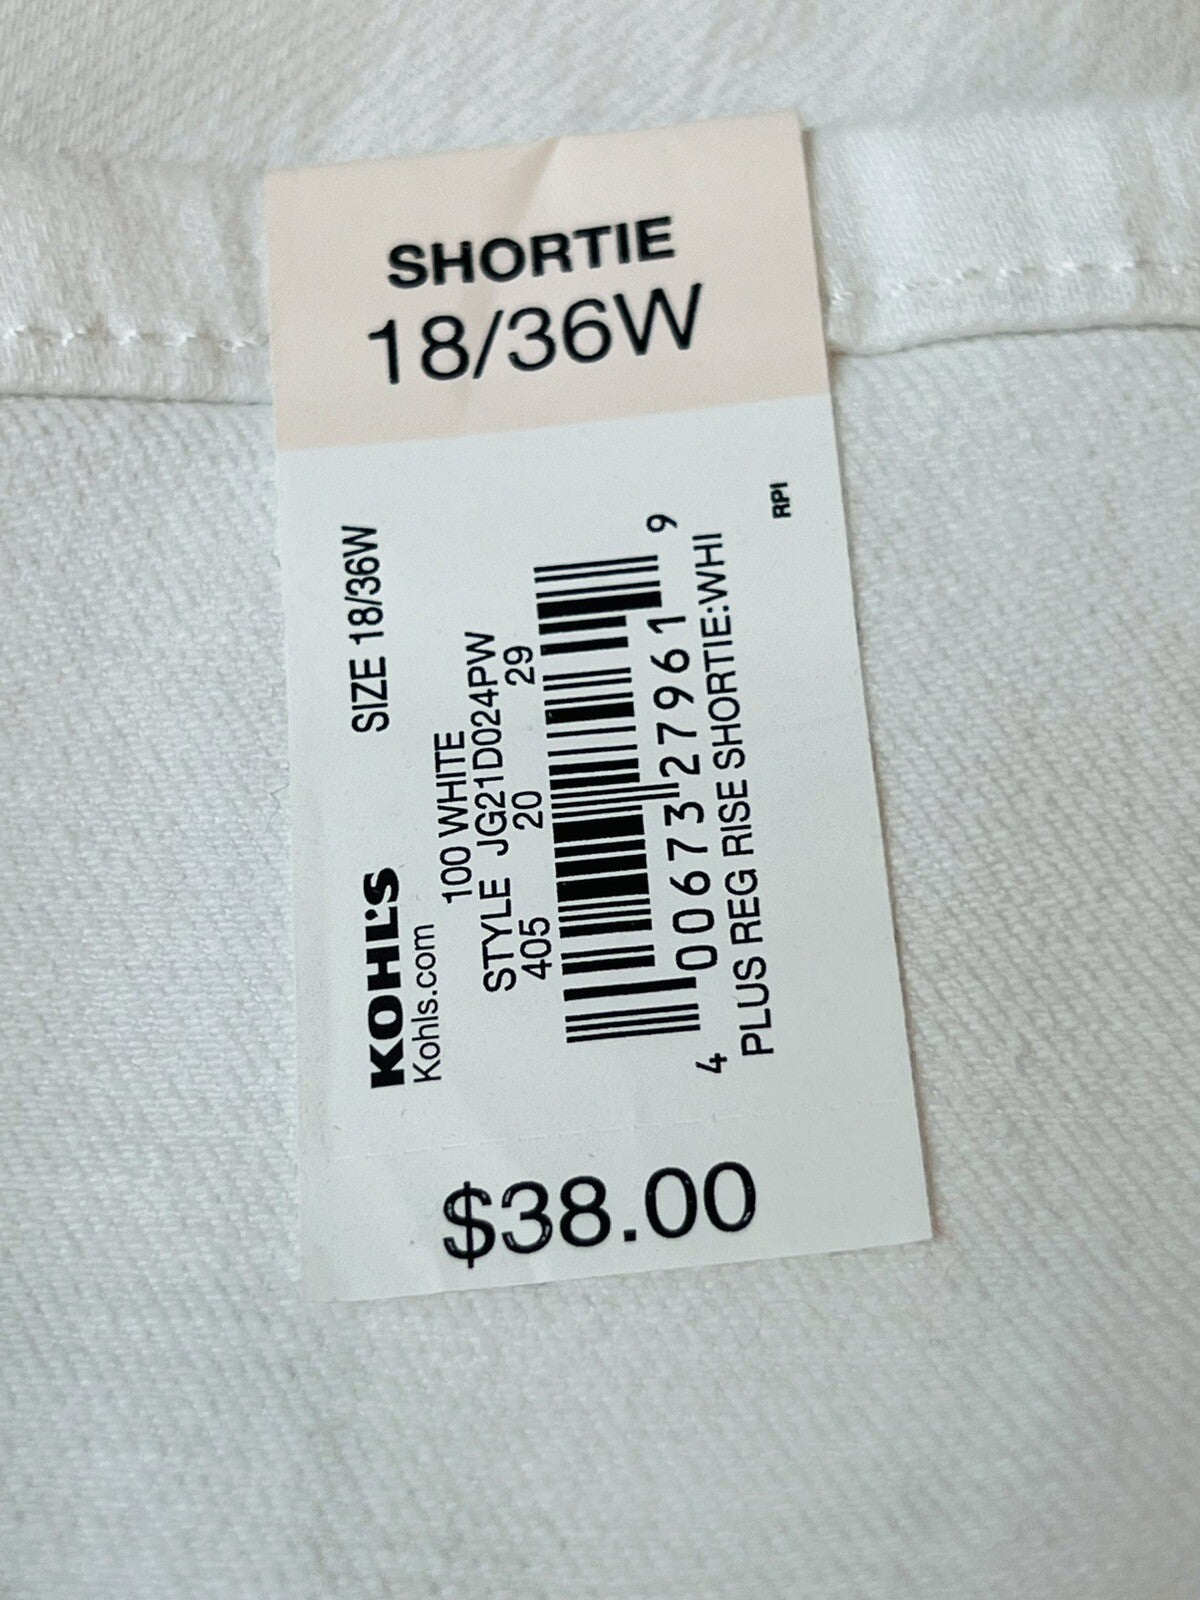 SHORTIE
18/36W
KOHL'S
Kohls.com
SIZE 18/36W
100 WHITE
STYLE JG21D024PW
405 20 29
4 00673 27961 9
PLUS REG RISE SHORTIE:WHI
RPI
$38.00